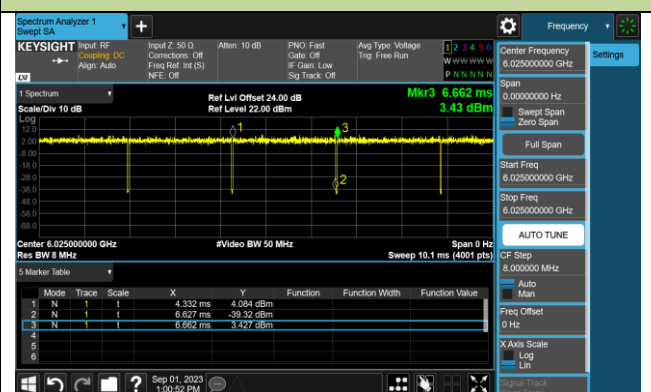 Spectrum Analyzer 1
Swept SA
Frequency
KEYSIGHT Input: RF
Coupling: DC
Align: Auto
Input Z: 50 Ω
Corrections: Off
Freq Ref: Int (S)
NFE: Off
Atten: 10 dB
PNO: Fast
Gate: Off
IF Gain: Low
Sig Track: Off
Avg Type: Voltage
Trig: Free Run
1 2 3 4 5 6
W W W W W W
P N N N N N
LXI
Center Frequency
6.025000000 GHz
Settings
Span
0.00000000 Hz
Swept Span
Zero Span
Full Span
Start Freq
6.025000000 GHz
Stop Freq
6.025000000 GHz
AUTO TUNE
CF Step
8.000000 MHz
Auto
Man
Freq Offset
0 Hz
X Axis Scale
Log
Lin
Signal Track
1 Spectrum
Scale/Div 10 dB
Ref Lvl Offset 24.00 dB
Ref Level 22.00 dBm
Mkr3 6.662 ms
3.43 dBm
Log
12.0
2.00
-8.00
-18.0
-28.0
-38.0
-48.0
-58.0
-68.0
1
3
2
Center 6.025000000 GHz
Res BW 8 MHz
#Video BW 50 MHz
Span 0 Hz
Sweep 10.1 ms (4001 pts)
5 Marker Table
Mode Trace Scale X Y Function Function Width Function Value
1 N 1 t 4.332 ms 4.084 dBm
2 N 1 t 6.627 ms -39.32 dBm
3 N 1 t 6.662 ms 3.427 dBm
4
5
6
Sep 01, 2023
1:00:52 PM